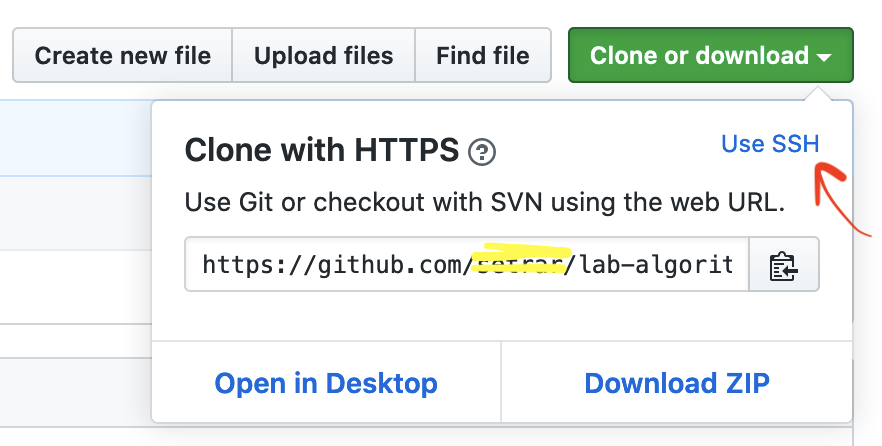 Create new file Upload files Find file Clone or download
Clone with HTTPS ? Use SSH
Use Git or checkout with SVN using the web URL.
https://github.com/setrar/lab-algorit
Open in Desktop Download ZIP